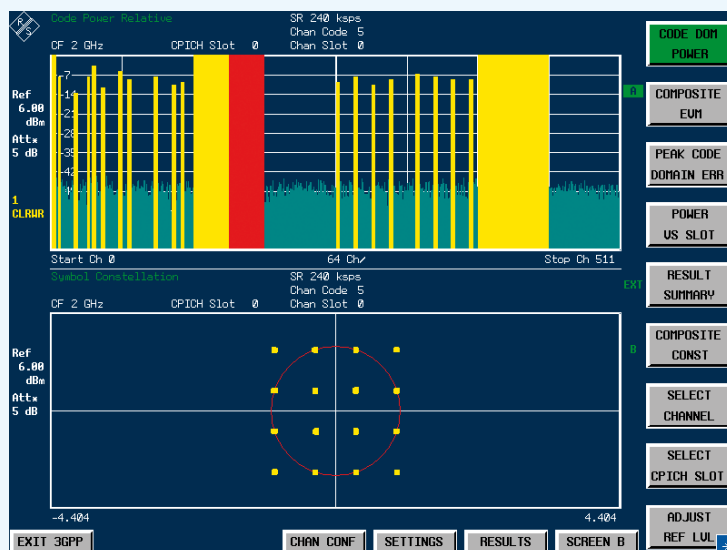 R S
Code Power Relative
SR 240 ksps
Chan Code 5
CF 2 GHz
CPICH Slot 0
Chan Slot 0
Ref
6.00
dBm
Att*
5 dB
1
CLRWR
-7
-14
-21
-28
-35
-42
A
Start Ch 0
64 Ch/
Stop Ch 511
Symbol Constellation
SR 240 ksps
Chan Code 5
CF 2 GHz
CPICH Slot 0
Chan Slot 0
EXT
Ref
6.00
dBm
Att*
5 dB
B
-4.404
4.404
CODE DOM
POWER
COMPOSITE
EVM
PEAK CODE
DOMAIN ERR
POWER
VS SLOT
RESULT
SUMMARY
COMPOSITE
CONST
SELECT
CHANNEL
SELECT
CPICH SLOT
ADJUST
REF LVL
EXIT 3GPP
CHAN CONF
SETTINGS
RESULTS
SCREEN B